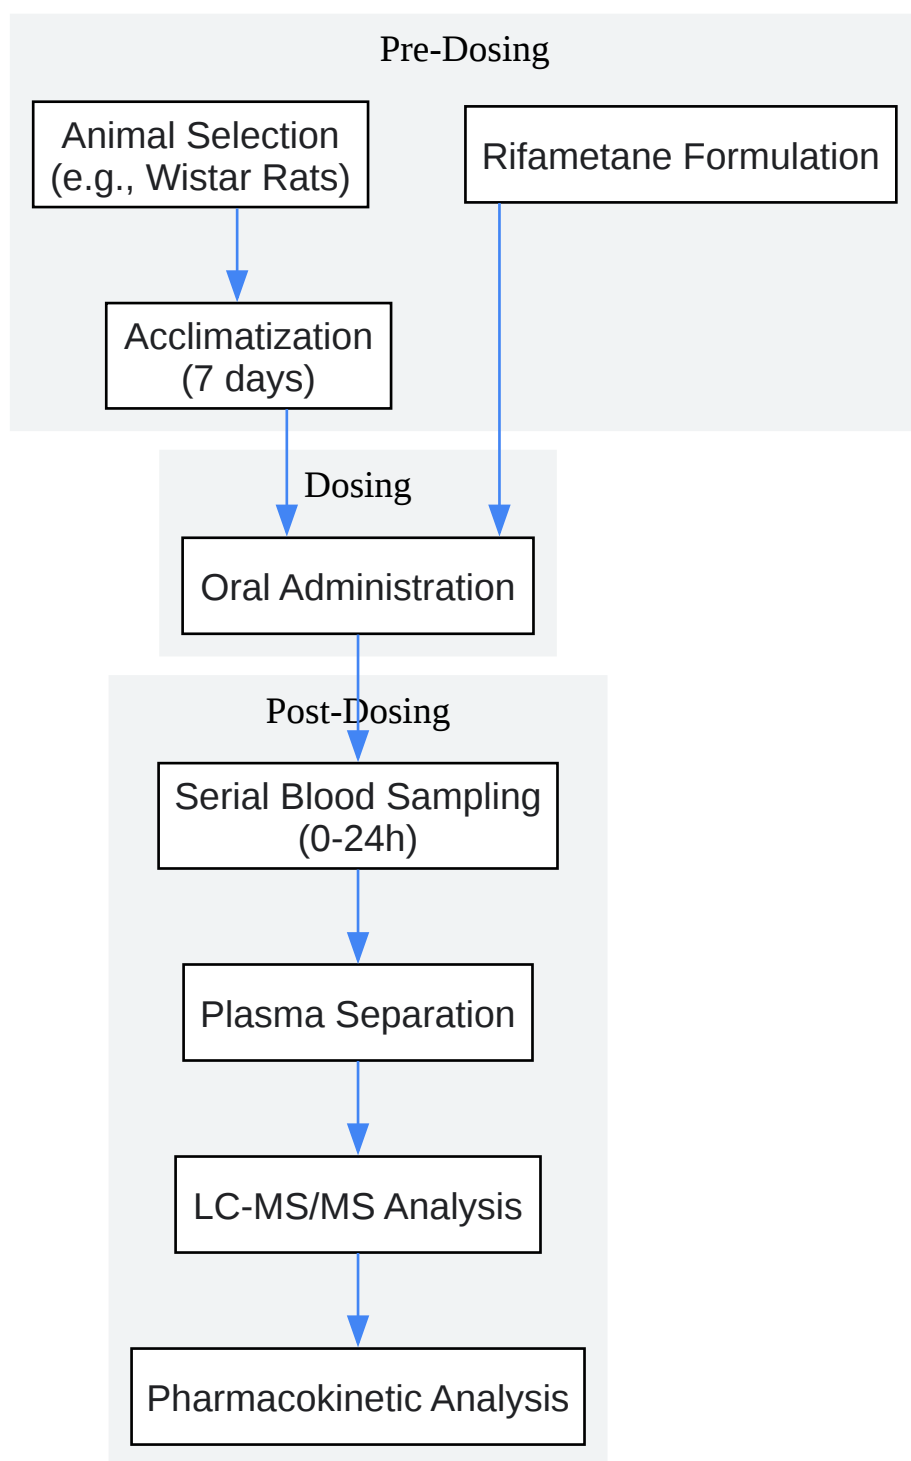 Pre-Dosing
Animal Selection
(e.g., Wistar Rats)
Rifametane Formulation
Acclimatization
(7 days)
Dosing
Oral Administration
Post-Dosing
Serial Blood Sampling
(0-24h)
Plasma Separation
LC-MS/MS Analysis
Pharmacokinetic Analysis